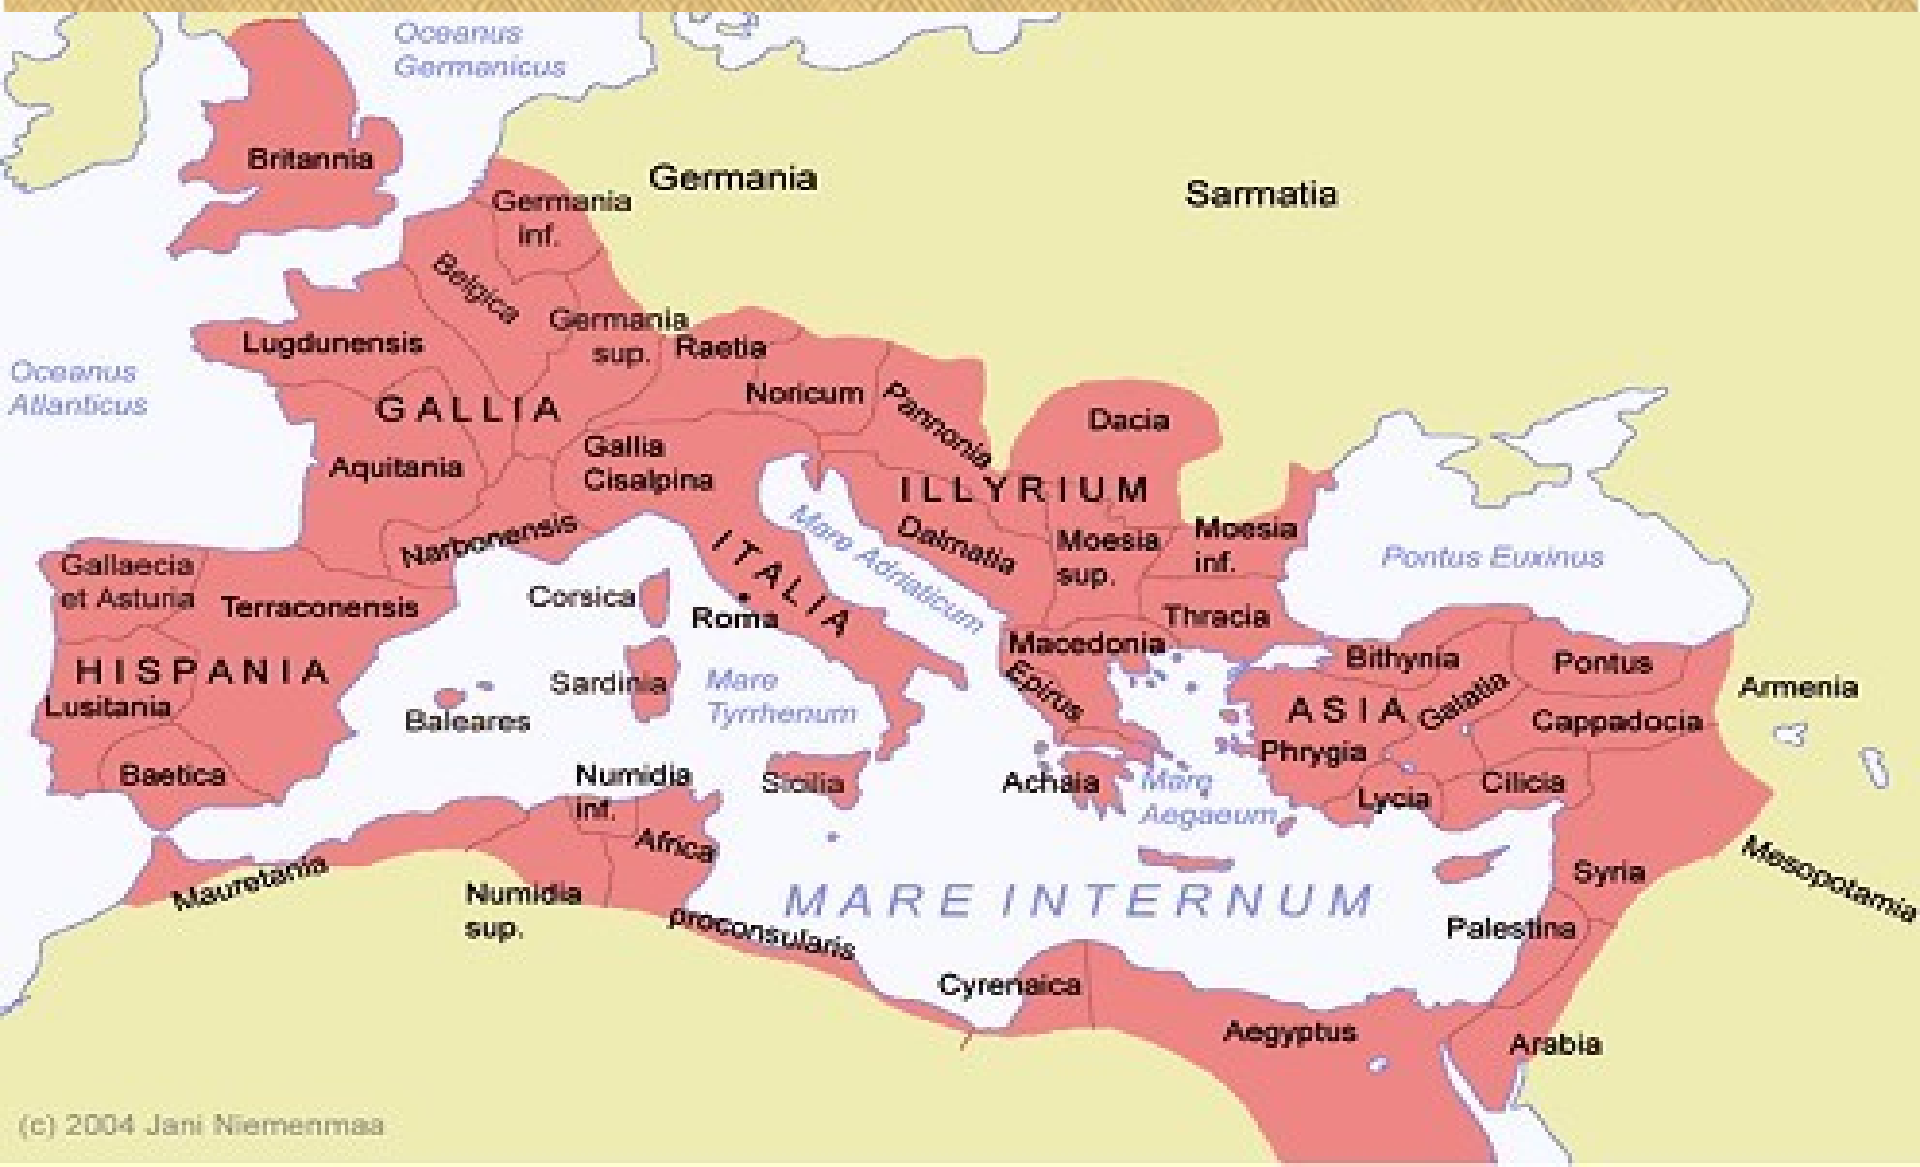 Oceanus
Germanicus
Britannia
Germania
Sarmatia
Germania
inf.
Belgica
Germania
sup.
Lugdunensis
Raetia
Oceanus
Atlanticus
Noricum
Pannonia
Dacia
GALLIA
Gallia
Cisalpina
Aquitania
ILLYRIUM
Narbonensis
ITALIA
Mare Adriaticum
Dalmatia
Moesia
sup.
Moesia
inf.
Pontus Euxinus
Gallaecia
et Asturia
Terraconensis
Corsica
Roma
Thracia
Macedonia
HISPANIA
Lusitania
Sardinia
Mare
Tyrrhenum
Epirus
Bithynia
Pontus
Armenia
ASIA
Galatia
Cappadocia
Baleares
Phrygia
Baetica
Numidia
inf.
Sicilia
Achaia
Mare
Aegaeum
Lycia
Cilicia
Africa
Mauretania
Numidia
sup.
proconsularis
MARE INTERNUM
Syria
Mesopotamia
Palestina
Cyrenaica
Aegyptus
Arabia
(c) 2004 Jani Niemenmaa